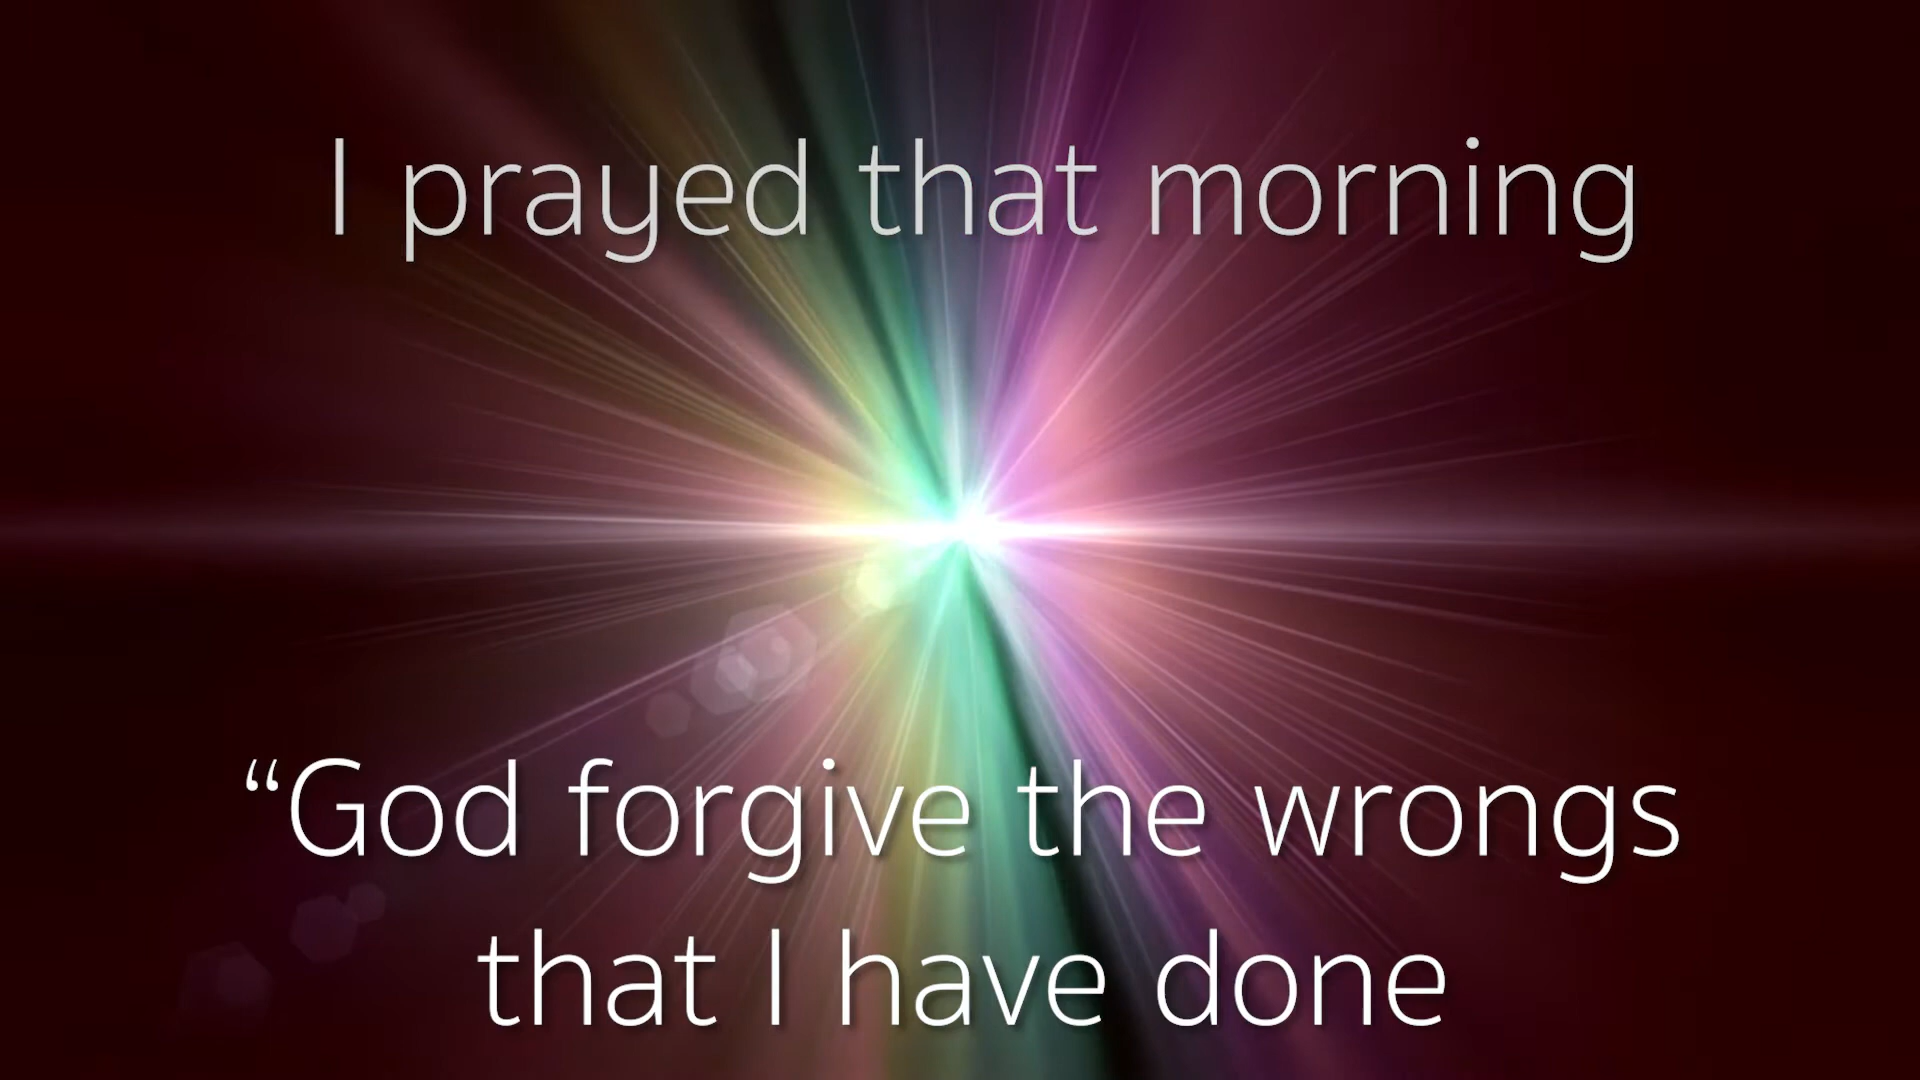 I prayed that morning
“God forgive the wrongs
that I have done